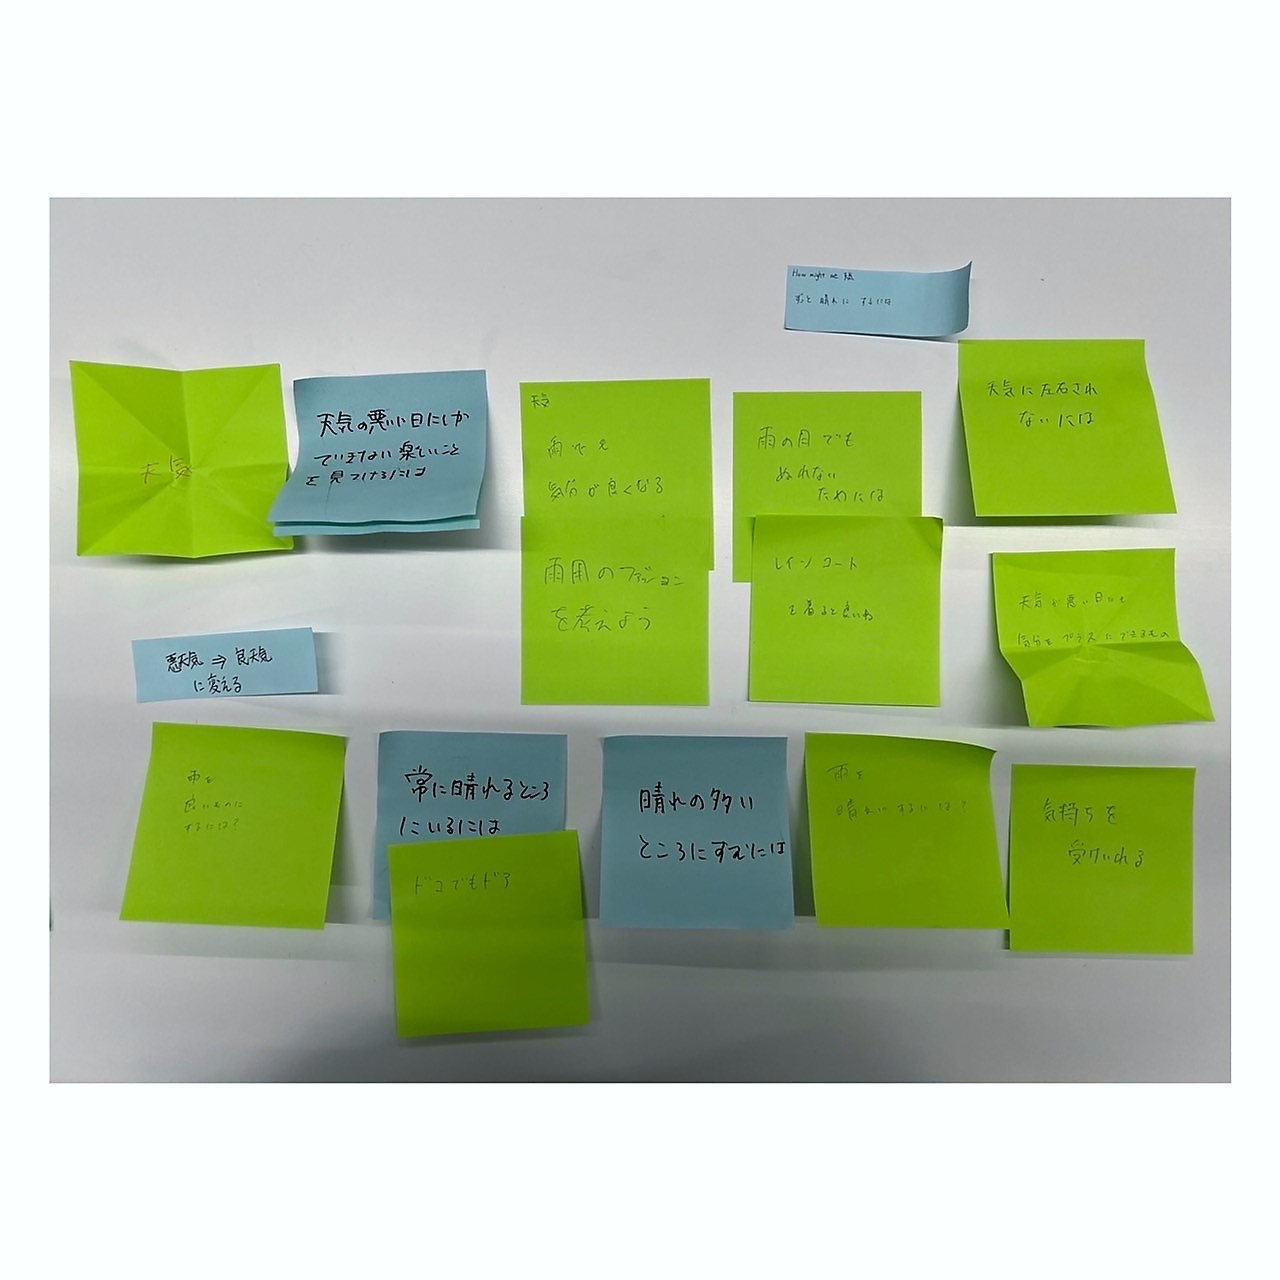 How might we
ずっと 晴れに するには
天気
天気の悪い日にしか
できない楽しいこと
を見つけるには
天気
雨でも
気分が良くなる
雨用のファッション
を考えよう
雨の日でも
ぬれない
ためには
レインコート
を着ると良いね
天気に左右され
ないには
天気が悪い日にも
気分をプラスにできるもの
悪天気 ⇒ 良天気
に変える
雨を
良いものに
するには?
常に晴れるところ
にいるには
ドコでもドア
晴れの多い
ところにすむには
雨を
晴れにするには?
気持ちを
受けいれる